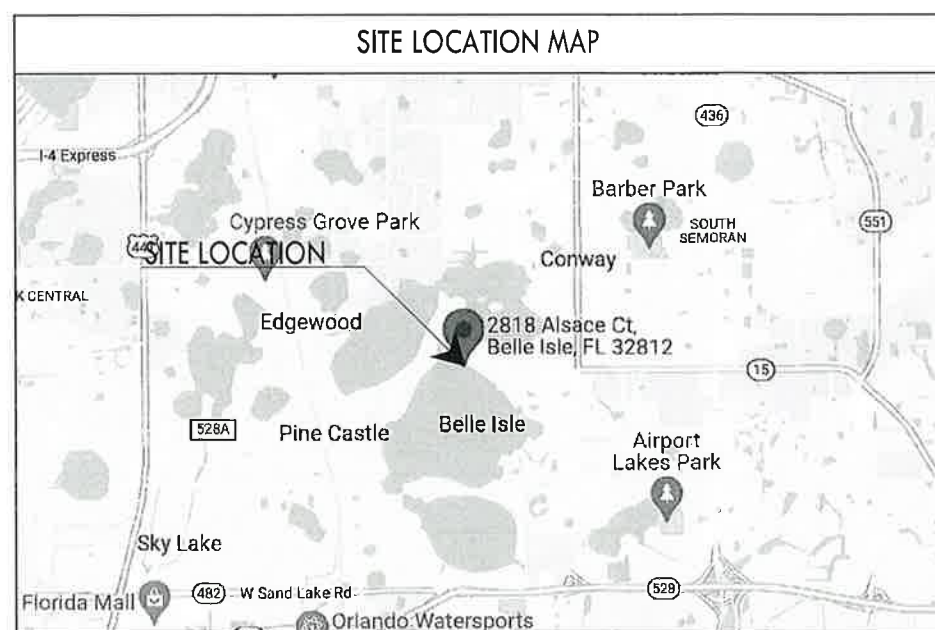 SITE LOCATION MAP
436
I-4 Express
Barber Park
Cypress Grove Park
SOUTH
SEMORAN
551
441
SITE LOCATION
Conway
K CENTRAL
Edgewood
2818 Alsace Ct,
Belle Isle, FL 32812
15
528A
Pine Castle
Belle Isle
Airport
Lakes Park
Sky Lake
482
W Sand Lake Rd
528
Florida Mall
Orlando Watersports